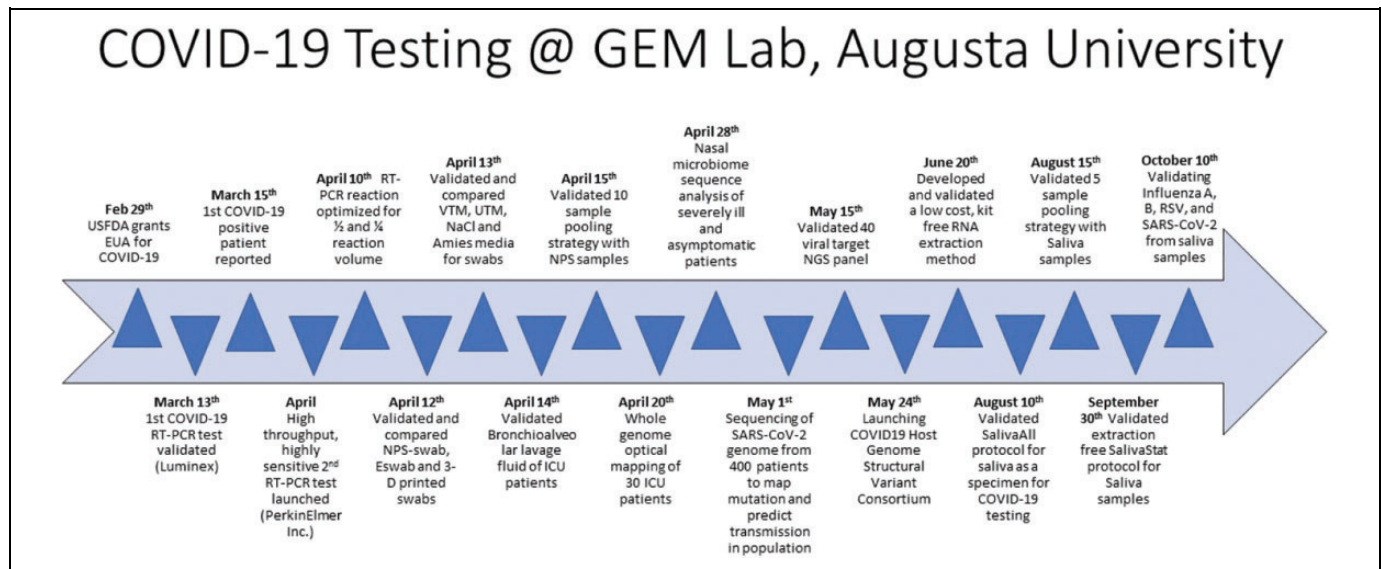 COVID-19 Testing @ GEM Lab, Augusta University
Feb 29th
USFDA grants
EUA for
COVID-19
March 15th
1st COVID-19
positive
patient
reported
April 10th RT-
PCR reaction
optimized for
½ and ¼
reaction
volume
April 13th
Validated and
compared
VTM, UTM,
NaCl and
Amies media
for swabs
April 15th
Validated 10
sample
pooling
strategy with
NPS samples
April 28th
Nasal
microbiome
sequence
analysis of
severely ill
and
asymptomatic
patients
May 15th
Validated 40
viral target
NGS panel
June 20th
Developed
and validated
a low cost, kit
free RNA
extraction
method
August 15th
Validated 5
sample
pooling
strategy with
Saliva
samples
October 10th
Validating
Influenza A,
B, RSV, and
SARS-CoV-2
from saliva
samples
March 13th
1st COVID-19
RT-PCR test
validated
(Luminex)
April
High
throughput,
highly
sensitive 2nd
RT-PCR test
launched
(PerkinElmer
Inc.)
April 12th
Validated and
compared
NPS-swab,
Eswab and 3-
D printed
swabs
April 14th
Validated
Bronchioalveo
lar lavage
fluid of ICU
patients
April 20th
Whole
genome
optical
mapping of
30 ICU
patients
May 1st
Sequencing of
SARS-CoV-2
genome from
400 patients
to map
mutation and
predict
transmission
in population
May 24th
Launching
COVID19 Host
Genome
Structural
Variant
Consortium
August 10th
Validated
SalivaAll
protocol for
saliva as a
specimen for
COVID-19
testing
September
30th Validated
extraction
free SalivaStat
protocol for
Saliva
samples